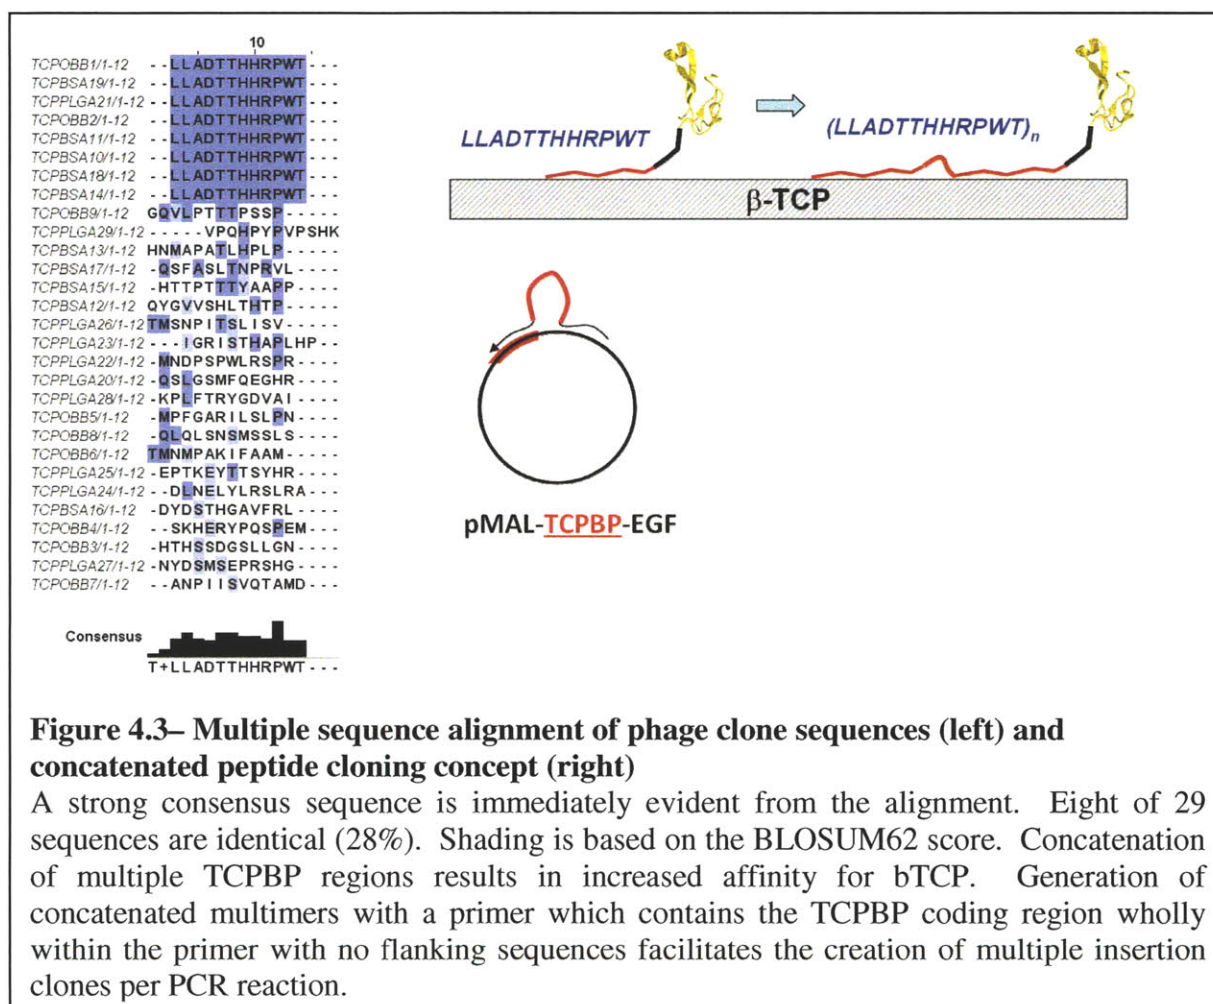 10
TCPOBB1/1-12 --LLADTTHHRPWT---
TCPBSA19/1-12 --LLADTTHHRPWT---
TCPPLGA21/1-12 --LLADTTHHRPWT---
TCPOBB2/1-12 --LLADTTHHRPWT---
TCPBSA11/1-12 --LLADTTHHRPWT---
TCPBSA10/1-12 --LLADTTHHRPWT---
TCPBSA18/1-12 --LLADTTHHRPWT---
TCPBSA14/1-12 --LLADTTHHRPWT---
TCPOBB9/1-12 GQVLPTTTPSSP-----
TCPPLGA29/1-12 -----VPQHPYPVPSHK
TCPBSA13/1-12 HNMAPATLHPLP-----
TCPBSA17/1-12 -QSFASLTNPRVL----
TCPBSA15/1-12 -HTTPTTTYAAPP----
TCPBSA12/1-12 QYGVVSHLTHTP-----
TCPPLGA26/1-12 TMSNPITSLISV-----
TCPPLGA23/1-12 ---IGRISTHAPLHP--
TCPPLGA22/1-12 -MNDPSPWLRSPR----
TCPPLGA20/1-12 -QSLGSMFQEGHR----
TCPPLGA28/1-12 -KPLFTRYGDVAI----
TCPOBB5/1-12 -MPFGARILSLPN----
TCPOBB8/1-12 -QLQLSNSMSSLS----
TCPOBB6/1-12 TMNMPAKIFAAM-----
TCPPLGA25/1-12 -EPTKEYTTSYHR----
TCPPLGA24/1-12 --DLNELYLRSLRA---
TCPBSA16/1-12 -DYDSTHGAVFRL----
TCPOBB4/1-12 --SKHERYPQSPEM---
TCPOBB3/1-12 -HTHSSDGSLLGN----
TCPPLGA27/1-12 -NYDSMSEPRSHG----
TCPOBB7/1-12 --ANPIISVQTAMD---
Consensus
T+LLADTTHHRPWT---
LLADTTHHRPWT
(LLADTTHHRPWT)n
β-TCP
pMAL-TCPBP-EGF
Figure 4.3– Multiple sequence alignment of phage clone sequences (left) and
concatenated peptide cloning concept (right)
A strong consensus sequence is immediately evident from the alignment. Eight of 29
sequences are identical (28%). Shading is based on the BLOSUM62 score. Concatenation
of multiple TCPBP regions results in increased affinity for bTCP. Generation of
concatenated multimers with a primer which contains the TCPBP coding region wholly
within the primer with no flanking sequences facilitates the creation of multiple insertion
clones per PCR reaction.